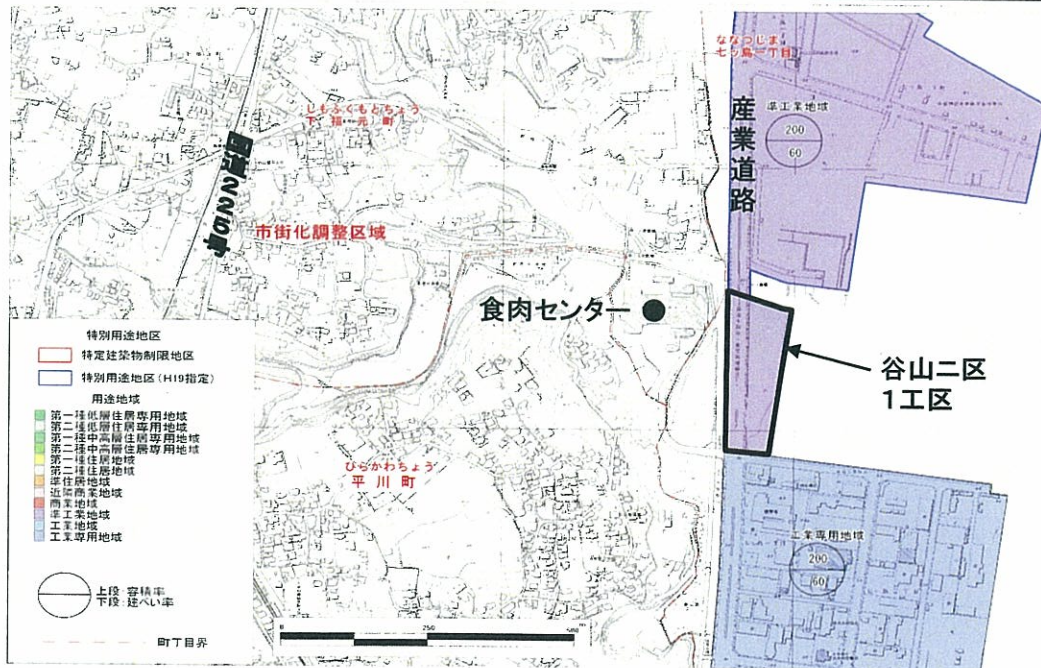 ななつじま
七ツ島一丁目
産業道路
準工業地域
200
60
しもふくもとちょう
下福元町
国道226号
市街化調整区域
食肉センター
谷山二区
1工区
ひらかわちょう
平川町
工業専用地域
200
60
特別用途地区
特定建築物制限地区
特別用途地区(H19指定)
用途地域
第一種低層住居専用地域
第二種低層住居専用地域
第一種中高層住居専用地域
第二種中高層住居専用地域
第一種住居地域
第二種住居地域
準住居地域
近隣商業地域
商業地域
準工業地域
工業地域
工業専用地域
上段:容積率
下段:建ぺい率
町丁目界
0
250
500
m